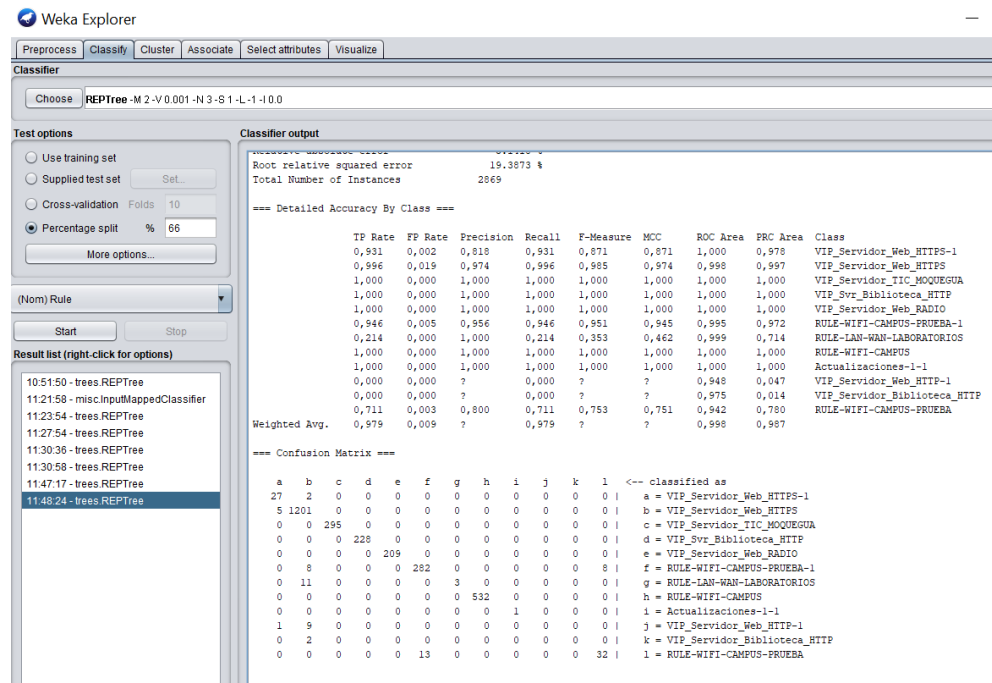 Weka Explorer
Preprocess Classify Cluster Associate Select attributes Visualize
Classifier
Choose REPTree -M 2 -V 0.001 -N 3 -S 1 -L -1 -I 0.0
Test options
Use training set
Supplied test set Set...
Cross-validation Folds 10
Percentage split % 66
More options...
(Nom) Rule
Start Stop
Result list (right-click for options)
10:51:50 - trees.REPTree
11:21:58 - misc.InputMappedClassifier
11:23:54 - trees.REPTree
11:27:54 - trees.REPTree
11:30:36 - trees.REPTree
11:30:58 - trees.REPTree
11:47:17 - trees.REPTree
11:48:24 - trees.REPTree
Classifier output
Root relative squared error 19.3873 %
Total Number of Instances 2869
=== Detailed Accuracy By Class ===
TP Rate FP Rate Precision Recall F-Measure MCC ROC Area PRC Area Class
0,931 0,002 0,818 0,931 0,871 0,871 1,000 0,978 VIP_Servidor_Web_HTTPS-1
0,996 0,019 0,974 0,996 0,985 0,974 0,998 0,997 VIP_Servidor_Web_HTTPS
1,000 0,000 1,000 1,000 1,000 1,000 1,000 1,000 VIP_Servidor_TIC_MOQUEGUA
1,000 0,000 1,000 1,000 1,000 1,000 1,000 1,000 VIP_Svr_Biblioteca_HTTP
1,000 0,000 1,000 1,000 1,000 1,000 1,000 1,000 VIP_Servidor_Web_RADIO
0,946 0,005 0,956 0,946 0,951 0,945 0,995 0,972 RULE-WIFI-CAMPUS-PRUEBA-1
0,214 0,000 1,000 0,214 0,353 0,462 0,999 0,714 RULE-LAN-WAN-LABORATORIOS
1,000 0,000 1,000 1,000 1,000 1,000 1,000 1,000 RULE-WIFI-CAMPUS
1,000 0,000 1,000 1,000 1,000 1,000 1,000 1,000 Actualizaciones-1-1
0,000 0,000 ? 0,000 ? ? 0,948 0,047 VIP_Servidor_Web_HTTP-1
0,000 0,000 ? 0,000 ? ? 0,975 0,014 VIP_Servidor_Biblioteca_HTTP
0,711 0,003 0,800 0,711 0,753 0,751 0,942 0,780 RULE-WIFI-CAMPUS-PRUEBA
Weighted Avg. 0,979 0,009 ? 0,979 ? ? 0,998 0,987
=== Confusion Matrix ===
a b c d e f g h i j k l <-- classified as
27 2 0 0 0 0 0 0 0 0 0 0 | a = VIP_Servidor_Web_HTTPS-1
5 1201 0 0 0 0 0 0 0 0 0 0 | b = VIP_Servidor_Web_HTTPS
0 0 295 0 0 0 0 0 0 0 0 0 | c = VIP_Servidor_TIC_MOQUEGUA
0 0 0 228 0 0 0 0 0 0 0 0 | d = VIP_Svr_Biblioteca_HTTP
0 0 0 0 209 0 0 0 0 0 0 0 | e = VIP_Servidor_Web_RADIO
0 8 0 0 0 282 0 0 0 0 0 8 | f = RULE-WIFI-CAMPUS-PRUEBA-1
0 11 0 0 0 0 3 0 0 0 0 0 | g = RULE-LAN-WAN-LABORATORIOS
0 0 0 0 0 0 0 532 0 0 0 0 | h = RULE-WIFI-CAMPUS
0 0 0 0 0 0 0 0 1 0 0 0 | i = Actualizaciones-1-1
1 9 0 0 0 0 0 0 0 0 0 0 | j = VIP_Servidor_Web_HTTP-1
0 2 0 0 0 0 0 0 0 0 0 0 | k = VIP_Servidor_Biblioteca_HTTP
0 0 0 0 0 13 0 0 0 0 0 32 | l = RULE-WIFI-CAMPUS-PRUEBA